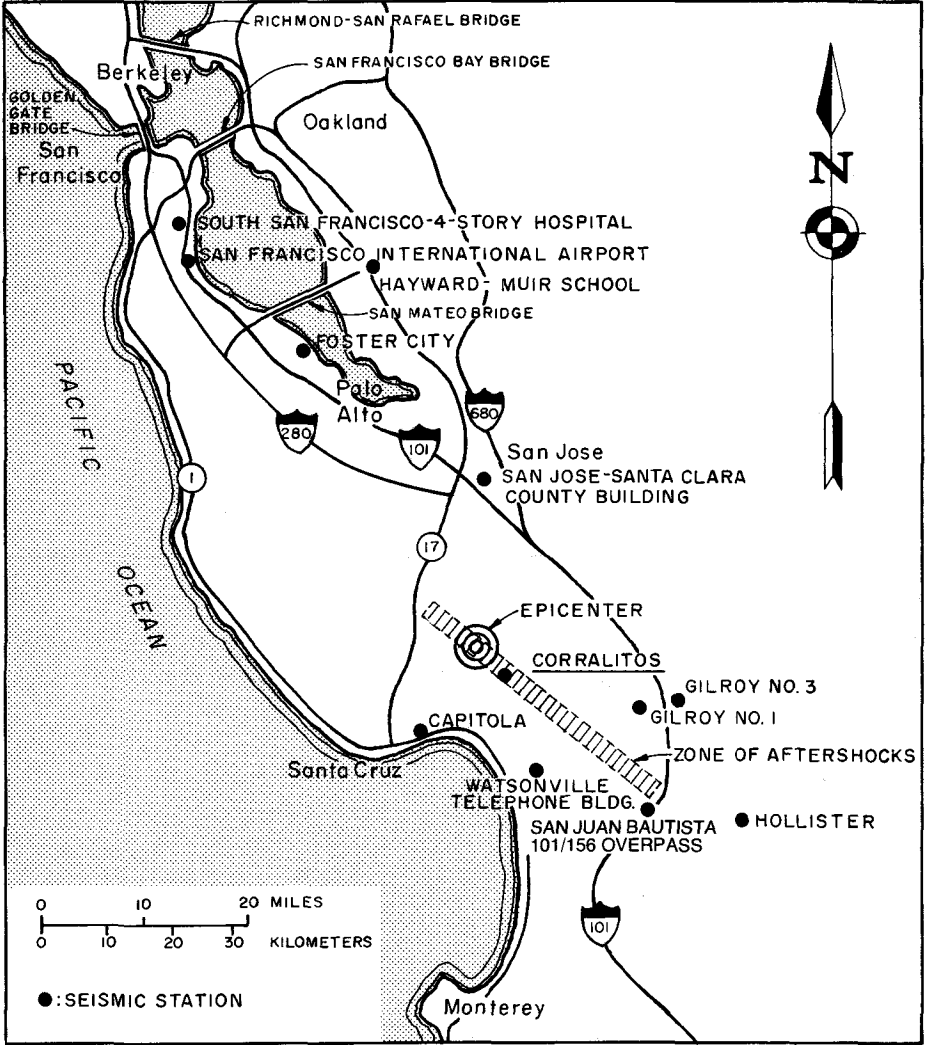 RICHMOND-SAN RAFAEL BRIDGE
SAN FRANCISCO BAY BRIDGE
Berkeley
GOLDEN
GATE
BRIDGE
Oakland
San
Francisco
N
SOUTH SAN FRANCISCO-4-STORY HOSPITAL
SAN FRANCISCO INTERNATIONAL AIRPORT
HAYWARD- MUIR SCHOOL
SAN MATEO BRIDGE
FOSTER CITY
PACIFIC
Palo
Alto
280
101
680
San Jose
SAN JOSE-SANTA CLARA
COUNTY BUILDING
1
17
OCEAN
EPICENTER
CORRALITOS
GILROY NO. 3
GILROY NO. 1
CAPITOLA
ZONE OF AFTERSHOCKS
Santa Cruz
WATSONVILLE
TELEPHONE BLDG.
SAN JUAN BAUTISTA
101/156 OVERPASS
HOLLISTER
101
0 10 20 MILES
0 10 20 30 KILOMETERS
:SEISMIC STATION
Monterey